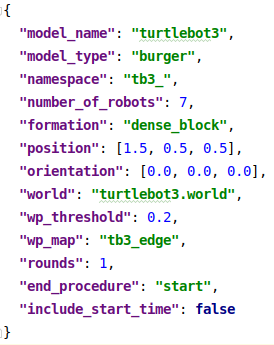 {
"model_name": "turtlebot3",
"model_type": "burger",
"namespace": "tb3_",
"number_of_robots": 7,
"formation": "dense_block",
"position": [1.5, 0.5, 0.5],
"orientation": [0.0, 0.0, 0.0],
"world": "turtlebot3.world",
"wp_threshold": 0.2,
"wp_map": "tb3_edge",
"rounds": 1,
"end_procedure": "start",
"include_start_time": false
}